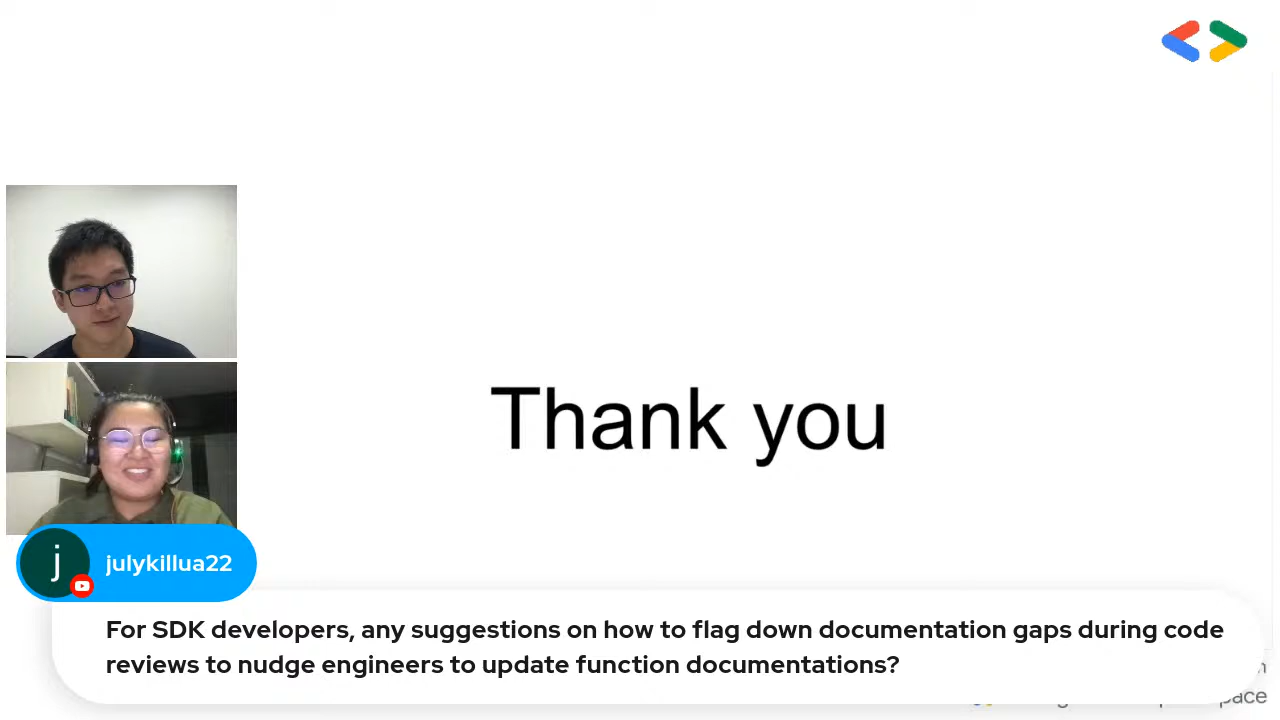 Thank you
j
julykillua22
For SDK developers, any suggestions on how to flag down documentation gaps during code
reviews to nudge engineers to update function documentations?